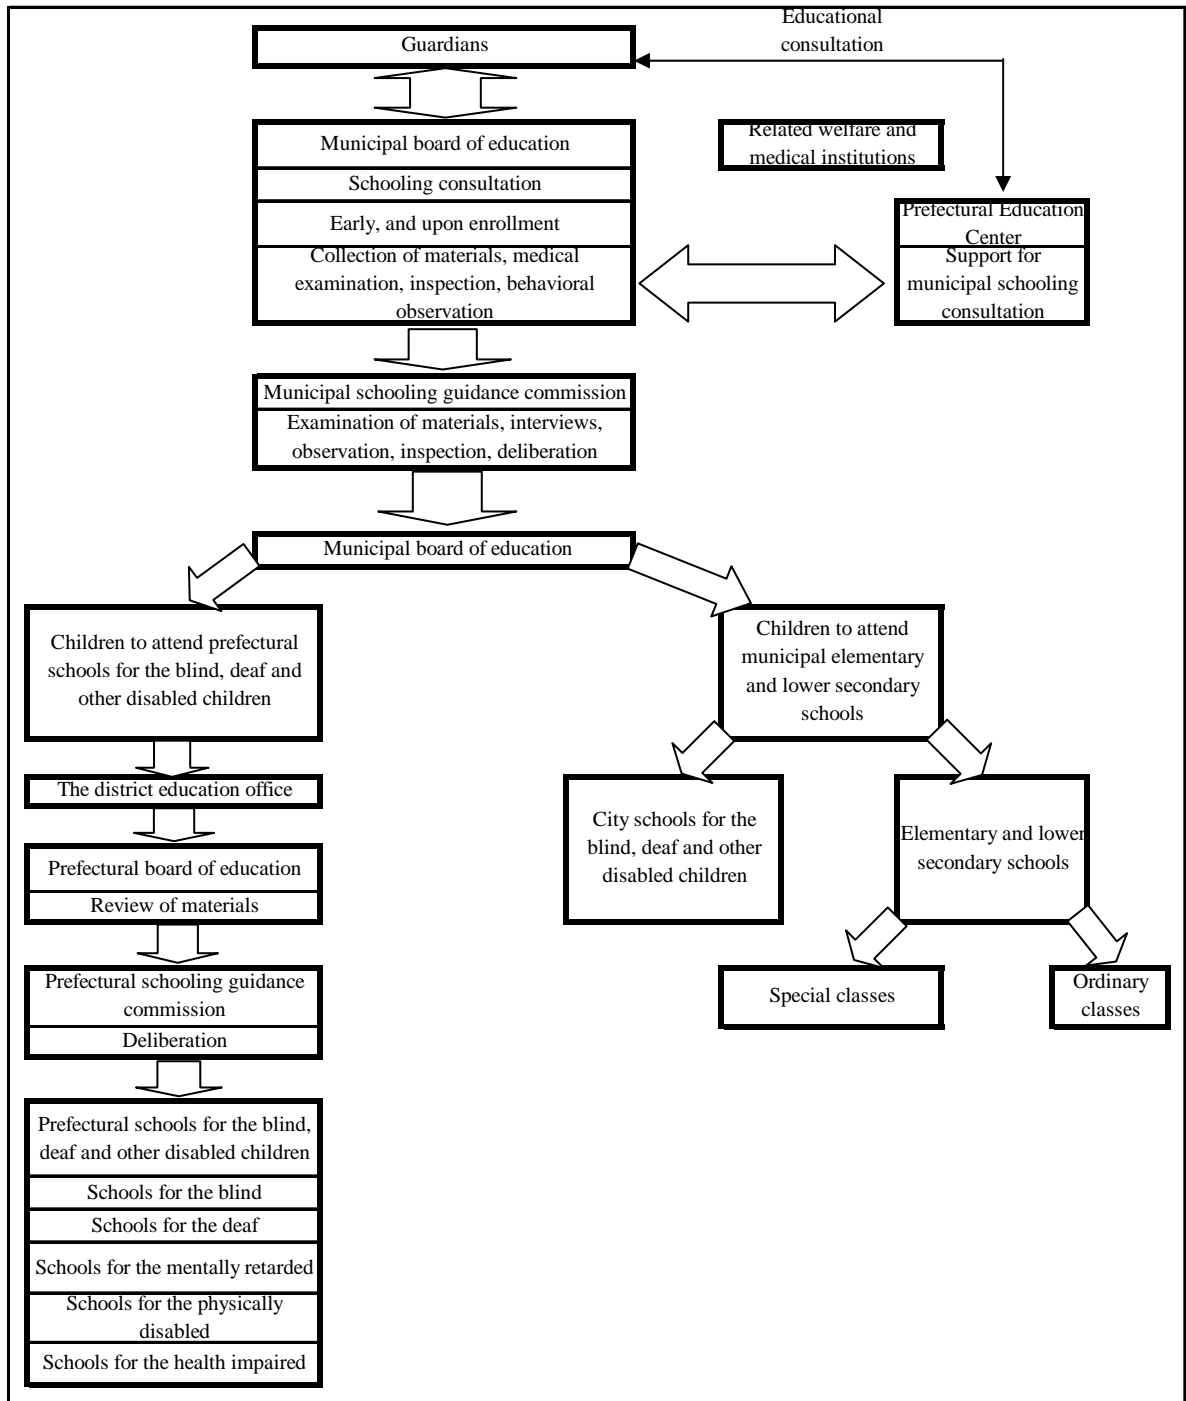 Educational
consultation
Guardians
Municipal board of education
Schooling consultation
Early, and upon enrollment
Collection of materials, medical
examination, inspection, behavioral
observation
Related welfare and
medical institutions
Prefectural Education
Center
Support for
municipal schooling
consultation
Municipal schooling guidance commission
Examination of materials, interviews,
observation, inspection, deliberation
Municipal board of education
Children to attend prefectural
schools for the blind, deaf and
other disabled children
Children to attend
municipal elementary
and lower secondary
schools
The district education office
Prefectural board of education
Review of materials
City schools for the
blind, deaf and other
disabled children
Elementary and lower
secondary schools
Prefectural schooling guidance
commission
Deliberation
Special classes
Ordinary
classes
Prefectural schools for the blind,
deaf and other disabled children
Schools for the blind
Schools for the deaf
Schools for the mentally retarded
Schools for the physically
disabled
Schools for the health impaired